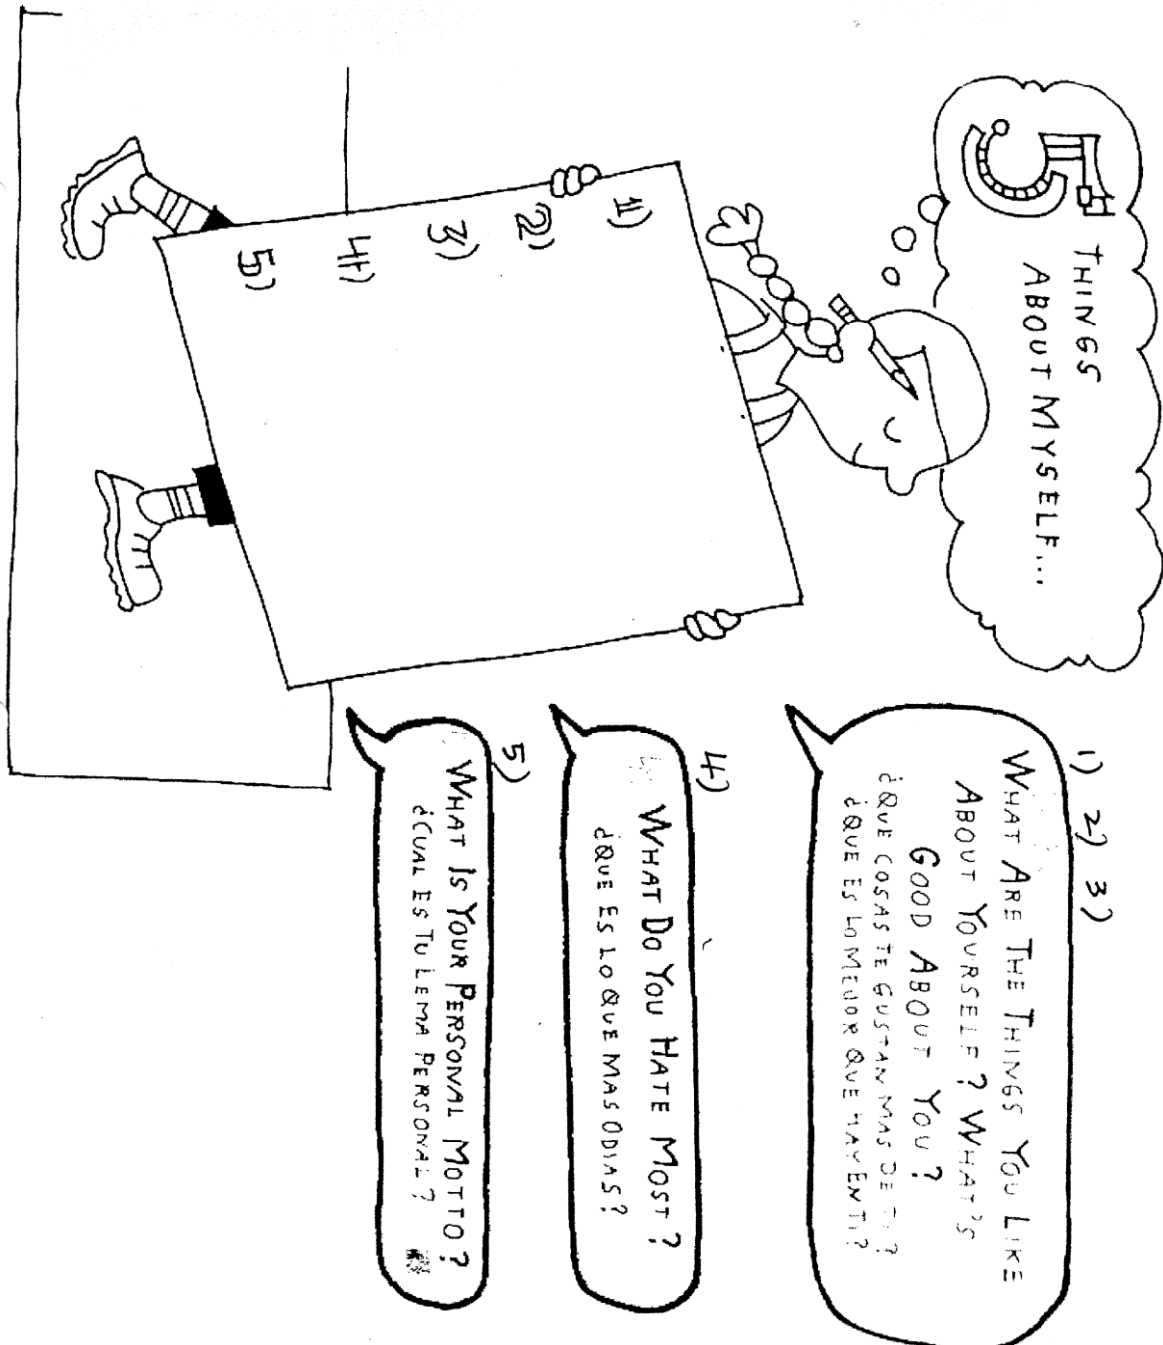 5
THINGS
ABOUT MYSELF...
1)
2)
3)
4)
5)
1) 2) 3)
WHAT ARE THE THINGS YOU LIKE
ABOUT YOURSELF? WHAT'S
GOOD ABOUT YOU?
¿QUE COSAS TE GUSTAN MAS DE TI?
¿QUE ES LO MEJOR QUE HAY EN TI?
4)
WHAT DO YOU HATE MOST?
¿QUE ES LO QUE MAS ODIAS?
5)
WHAT IS YOUR PERSONAL MOTTO?
¿CUAL ES TU LEMA PERSONAL?